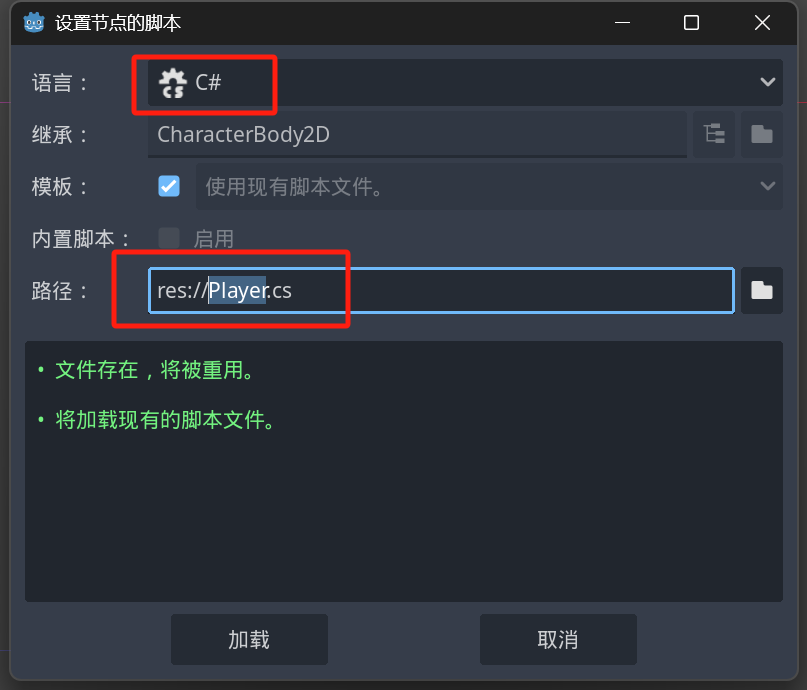 设置节点的脚本
语言： C#
继承： CharacterBody2D
模板： 使用现有脚本文件。
内置脚本： 启用
路径： res://Player.cs
• 文件存在，将被重用。
• 将加载现有的脚本文件。
加载 取消